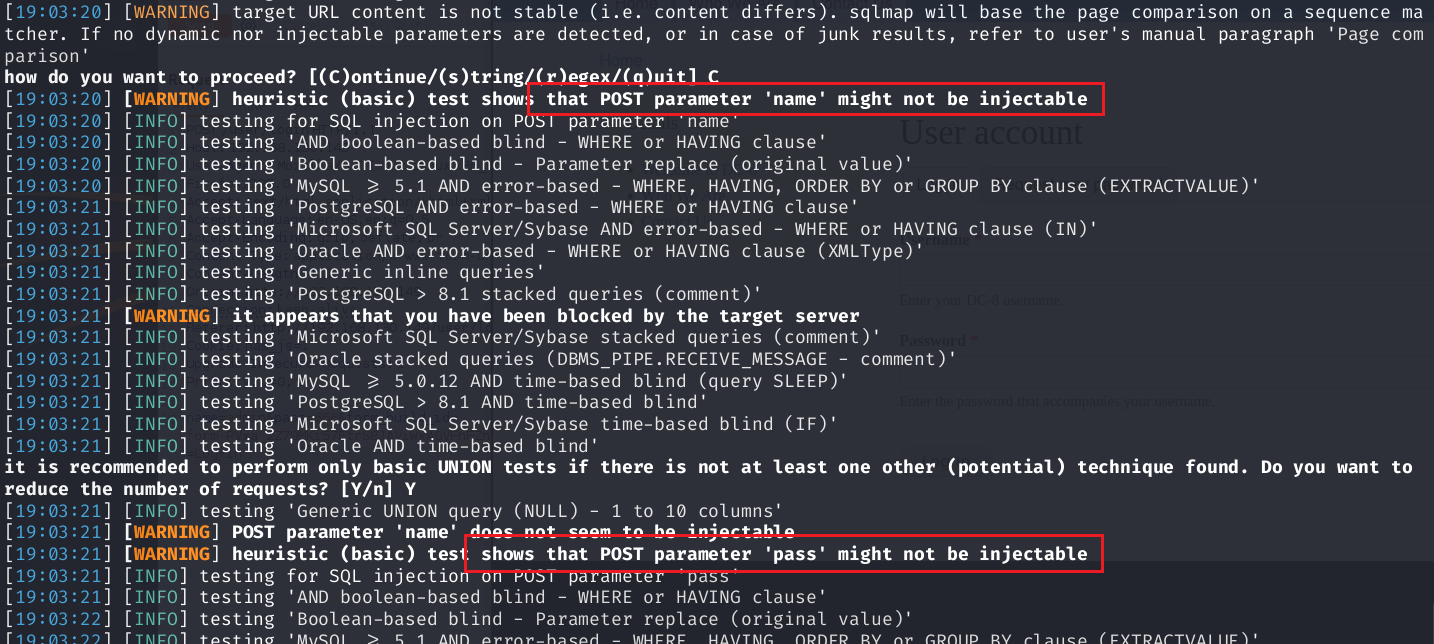 [19:03:20] [WARNING] target URL content is not stable (i.e. content differs). sqlmap will base the page comparison on a sequence ma
tcher. If no dynamic nor injectable parameters are detected, or in case of junk results, refer to user's manual paragraph 'Page com
parison'
how do you want to proceed? [(C)ontinue/(s)tring/(r)egex/(q)uit] C
[19:03:20] [WARNING] heuristic (basic) test shows that POST parameter 'name' might not be injectable
[19:03:20] [INFO] testing for SQL injection on POST parameter 'name'
[19:03:20] [INFO] testing 'AND boolean-based blind - WHERE or HAVING clause'
[19:03:20] [INFO] testing 'Boolean-based blind - Parameter replace (original value)'
[19:03:20] [INFO] testing 'MySQL ≥ 5.1 AND error-based - WHERE, HAVING, ORDER BY or GROUP BY clause (EXTRACTVALUE)'
[19:03:21] [INFO] testing 'PostgreSQL AND error-based - WHERE or HAVING clause'
[19:03:21] [INFO] testing 'Microsoft SQL Server/Sybase AND error-based - WHERE or HAVING clause (IN)'
[19:03:21] [INFO] testing 'Oracle AND error-based - WHERE or HAVING clause (XMLType)'
[19:03:21] [INFO] testing 'Generic inline queries'
[19:03:21] [INFO] testing 'PostgreSQL > 8.1 stacked queries (comment)'
[19:03:21] [WARNING] it appears that you have been blocked by the target server
[19:03:21] [INFO] testing 'Microsoft SQL Server/Sybase stacked queries (comment)'
[19:03:21] [INFO] testing 'Oracle stacked queries (DBMS_PIPE.RECEIVE_MESSAGE - comment)'
[19:03:21] [INFO] testing 'MySQL ≥ 5.0.12 AND time-based blind (query SLEEP)'
[19:03:21] [INFO] testing 'PostgreSQL > 8.1 AND time-based blind'
[19:03:21] [INFO] testing 'Microsoft SQL Server/Sybase time-based blind (IF)'
[19:03:21] [INFO] testing 'Oracle AND time-based blind'
it is recommended to perform only basic UNION tests if there is not at least one other (potential) technique found. Do you want to
reduce the number of requests? [Y/n] Y
[19:03:21] [INFO] testing 'Generic UNION query (NULL) - 1 to 10 columns'
[19:03:21] [WARNING] POST parameter 'name' does not seem to be injectable
[19:03:21] [WARNING] heuristic (basic) test shows that POST parameter 'pass' might not be injectable
[19:03:21] [INFO] testing for SQL injection on POST parameter 'pass'
[19:03:21] [INFO] testing 'AND boolean-based blind - WHERE or HAVING clause'
[19:03:22] [INFO] testing 'Boolean-based blind - Parameter replace (original value)'
[19:03:22] [INFO] testing 'MySQL ≥ 5.1 AND error-based - WHERE, HAVING, ORDER BY or GROUP BY clause (EXTRACTVALUE)'
Home
User account
Enter your DC-8 username.
Password *
Enter the password that accompanies your username.